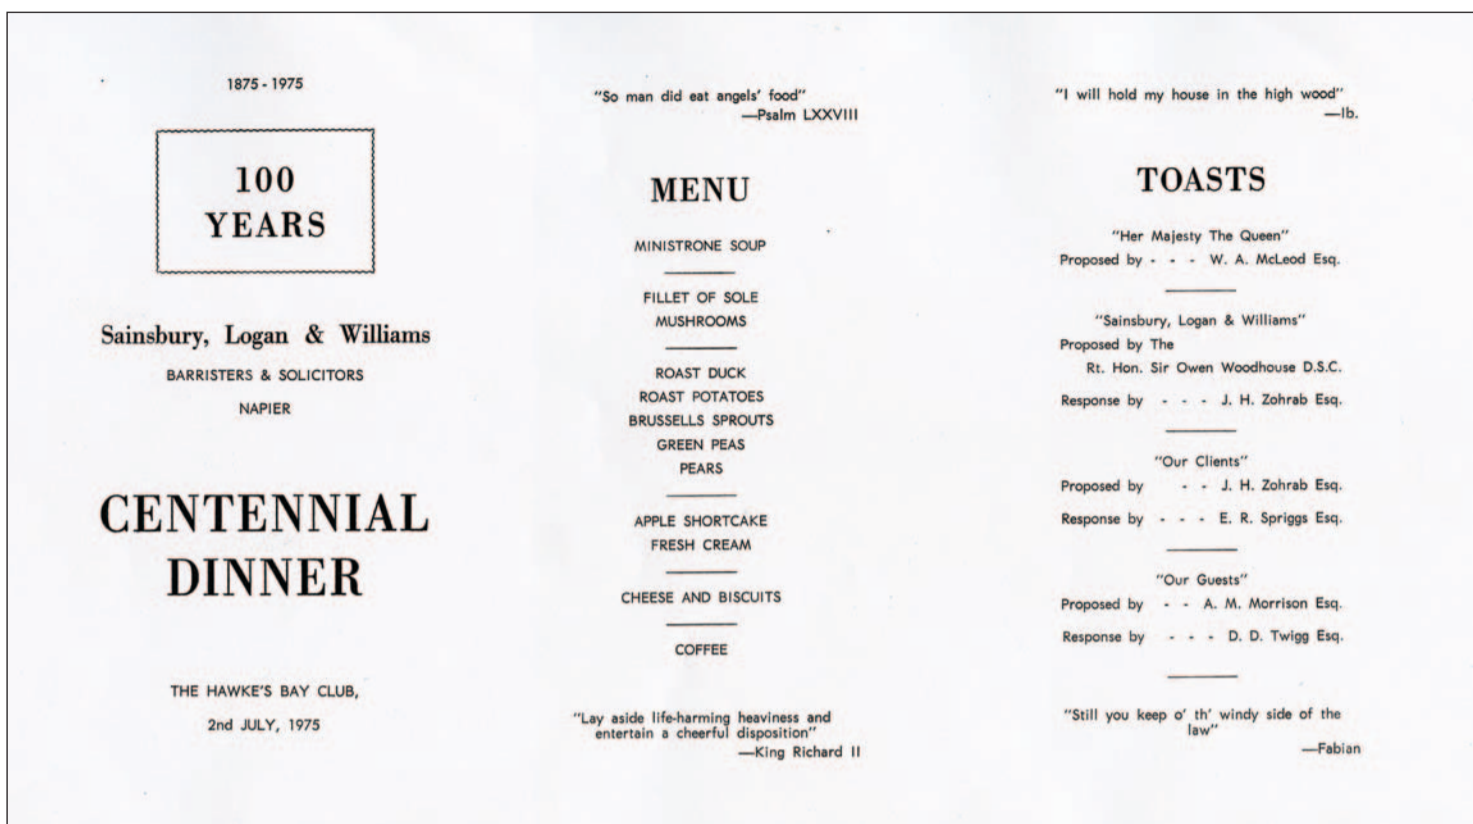 1875 - 1975
100
YEARS
Sainsbury, Logan & Williams
BARRISTERS & SOLICITORS
NAPIER
CENTENNIAL
DINNER
THE HAWKE'S BAY CLUB,
2nd JULY, 1975
"So man did eat angels' food"
—Psalm LXXVIII
MENU
MINISTRONE SOUP
FILLET OF SOLE
MUSHROOMS
ROAST DUCK
ROAST POTATOES
BRUSSELLS SPROUTS
GREEN PEAS
PEARS
APPLE SHORTCAKE
FRESH CREAM
CHEESE AND BISCUITS
COFFEE
"Lay aside life-harming heaviness and
entertain a cheerful disposition"
—King Richard II
"I will hold my house in the high wood"
—Ib.
TOASTS
"Her Majesty The Queen"
Proposed by - - - W. A. McLeod Esq.
"Sainsbury, Logan & Williams"
Proposed by The
Rt. Hon. Sir Owen Woodhouse D.S.C.
Response by - - - J. H. Zohrab Esq.
"Our Clients"
Proposed by - - J. H. Zohrab Esq.
Response by - - - E. R. Spriggs Esq.
"Our Guests"
Proposed by - - A. M. Morrison Esq.
Response by - - - D. D. Twigg Esq.
"Still you keep o' th' windy side of the
law"
—Fabian